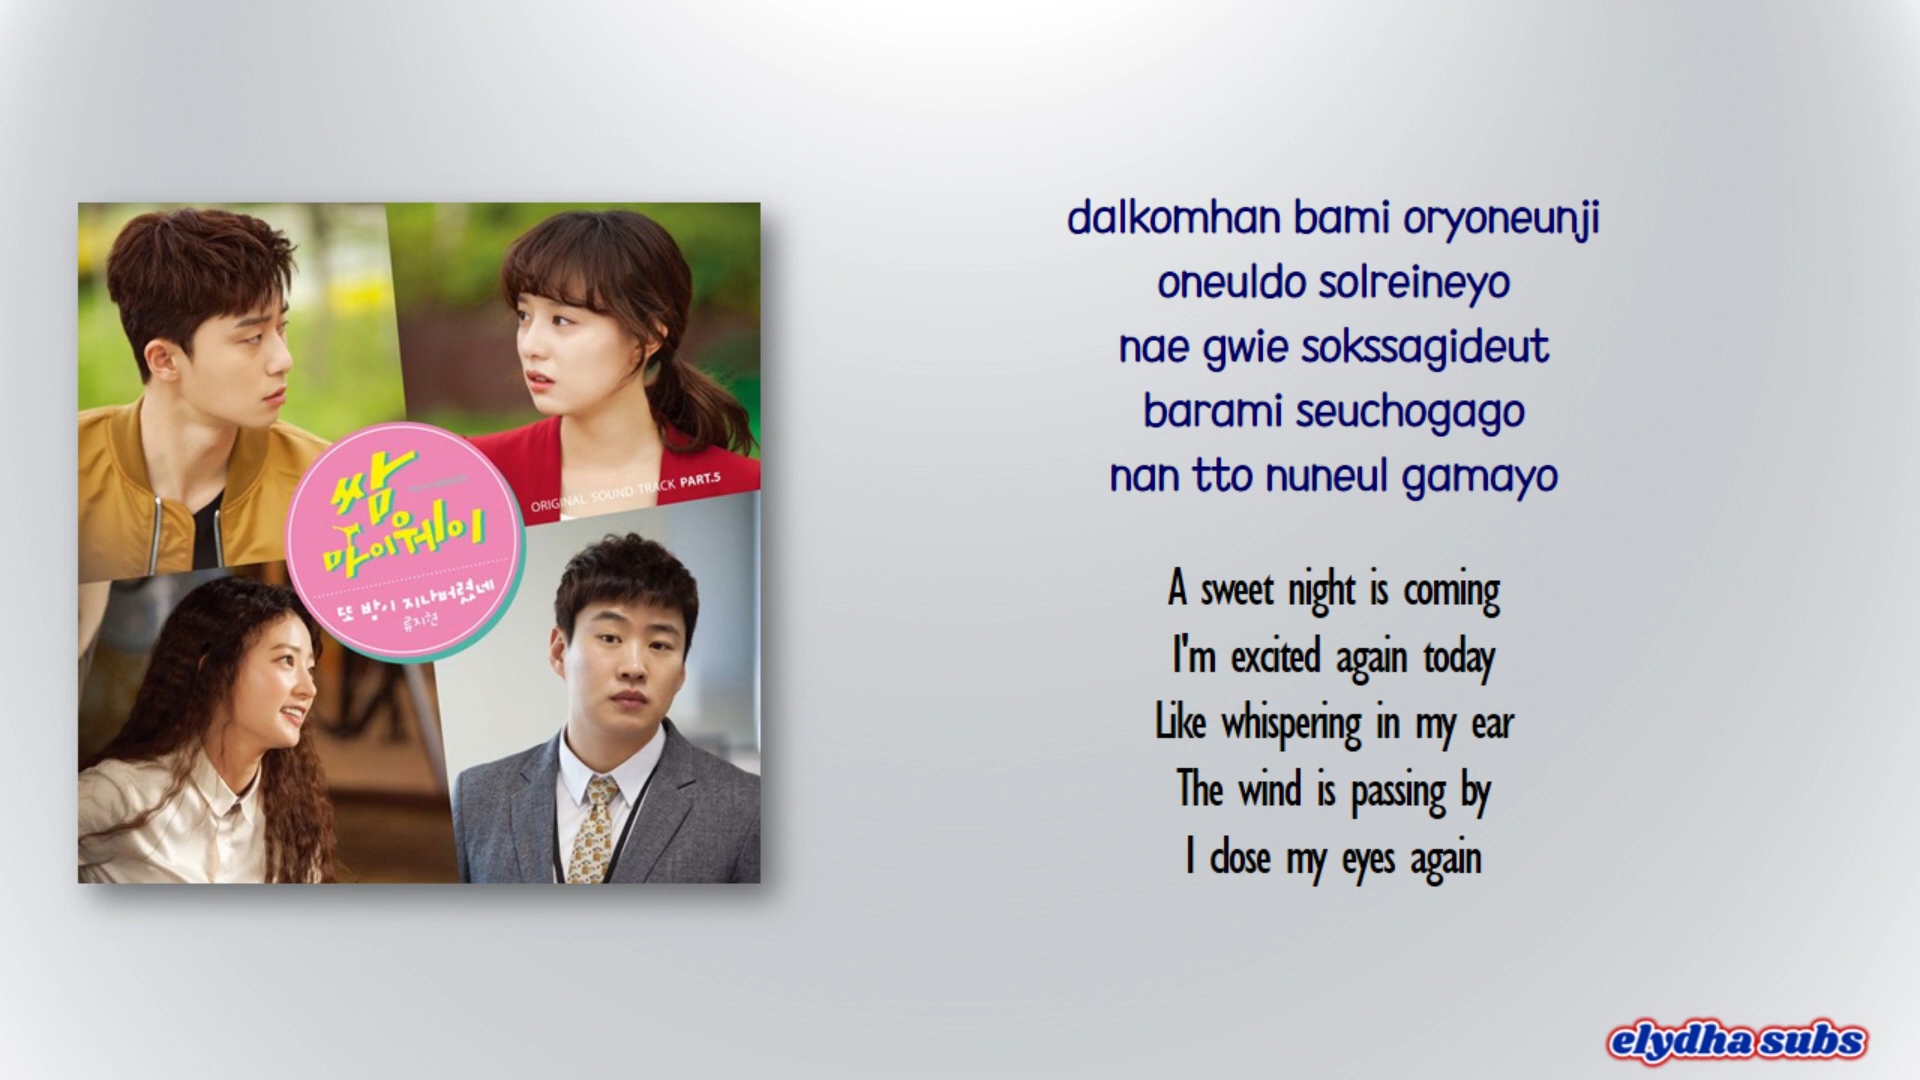 쌈
마이웨이
또 밤이 지나버렸네
류지현
ORIGINAL SOUND TRACK PART.5
dalkomhan bami oryoneunji
oneuldo solreineyo
nae gwie sokssagideut
barami seuchogago
nan tto nuneul gamayo
A sweet night is coming
I'm excited again today
Like whispering in my ear
The wind is passing by
I close my eyes again
elydha subs